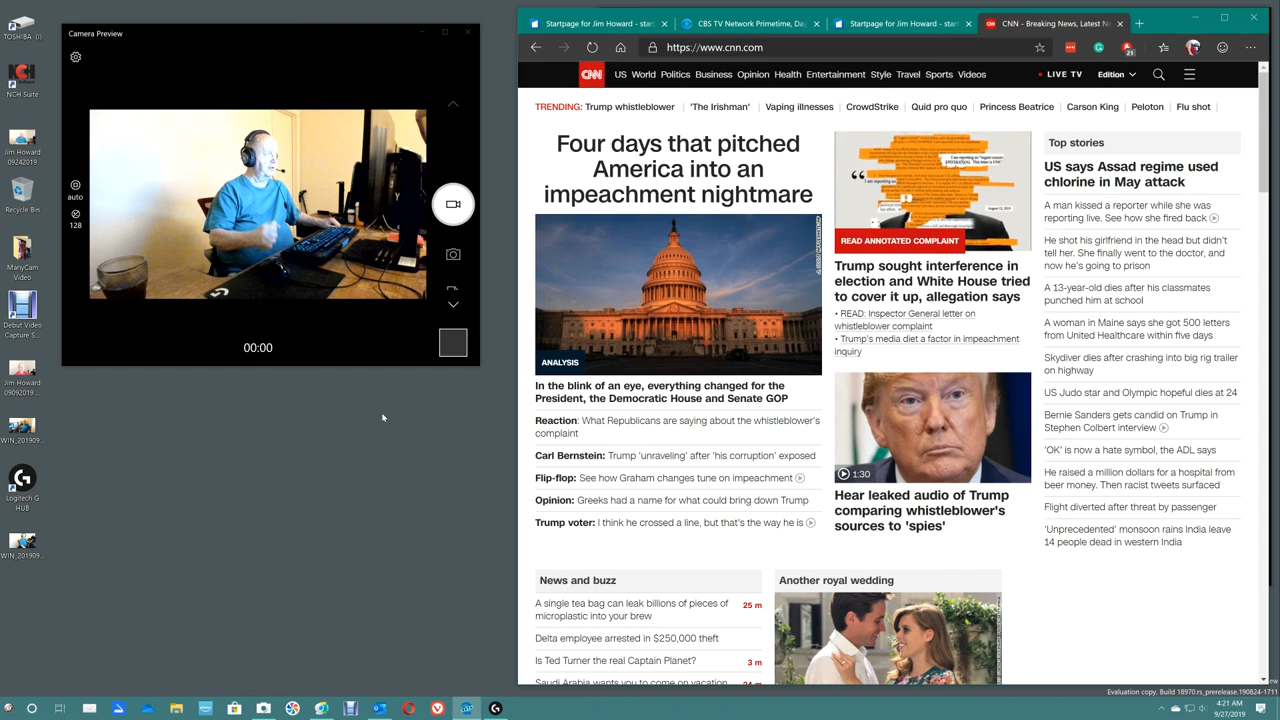 TOSHIBA (I)
NCH Suite
Jim Howard
09242019
Recycle Bin
ManyCam
Video
Debut Video
Capture S...
Jim Howard
09092019 ...
WIN_201909...
Logitech G
HUB
WIN_201909...
Camera Preview
auto
128
00:00
Startpage for Jim Howard - start
CBS TV Network Primetime, Day
Startpage for Jim Howard - start
CNN - Breaking News, Latest Ne
https://www.cnn.com
21
CNN
US World Politics Business Opinion Health Entertainment Style Travel Sports Videos
LIVE TV
Edition
TRENDING: Trump whistleblower
'The Irishman'
Vaping illnesses
CrowdStrike
Quid pro quo
Princess Beatrice
Carson King
Peloton
Flu shot
Four days that pitched
America into an
impeachment nightmare
ANALYSIS
In the blink of an eye, everything changed for the
President, the Democratic House and Senate GOP
Reaction: What Republicans are saying about the whistleblower's
complaint
Carl Bernstein: Trump 'unraveling' after 'his corruption' exposed
Flip-flop: See how Graham changes tune on impeachment
Opinion: Greeks had a name for what could bring down Trump
Trump voter: I think he crossed a line, but that's the way he is
August 12, 2019
READ ANNOTATED COMPLAINT
Trump sought interference in
election and White House tried
to cover it up, allegation says
• READ: Inspector General letter on
whistleblower complaint
• Trump's media diet a factor in impeachment
inquiry
1:30
Hear leaked audio of Trump
comparing whistleblower's
sources to 'spies'
Top stories
US says Assad regime used
chlorine in May attack
A man kissed a reporter while she was
reporting live. See how she fired back
He shot his girlfriend in the head but didn't
tell her. She finally went to the doctor, and
now he's going to prison
A 13-year-old dies after his classmates
punched him at school
A woman in Maine says she got 500 letters
from United Healthcare within five days
Skydiver dies after crashing into big rig trailer
on highway
US Judo star and Olympic hopeful dies at 24
Bernie Sanders gets candid on Trump in
Stephen Colbert interview
'OK' is now a hate symbol, the ADL says
He raised a million dollars for a hospital from
beer money. Then racist tweets surfaced
Flight diverted after threat by passenger
'Unprecedented' monsoon rains India leave
14 people dead in western India
News and buzz
A single tea bag can leak billions of pieces of
microplastic into your brew
25 m
Delta employee arrested in $250,000 theft
Is Ted Turner the real Captain Planet?
3 m
Saudi Arabia wants you to come on vacation
Another royal wedding
Evaluation copy. Build 18970.rs_prerelease.190824-1711
4:21 AM
9/27/2019